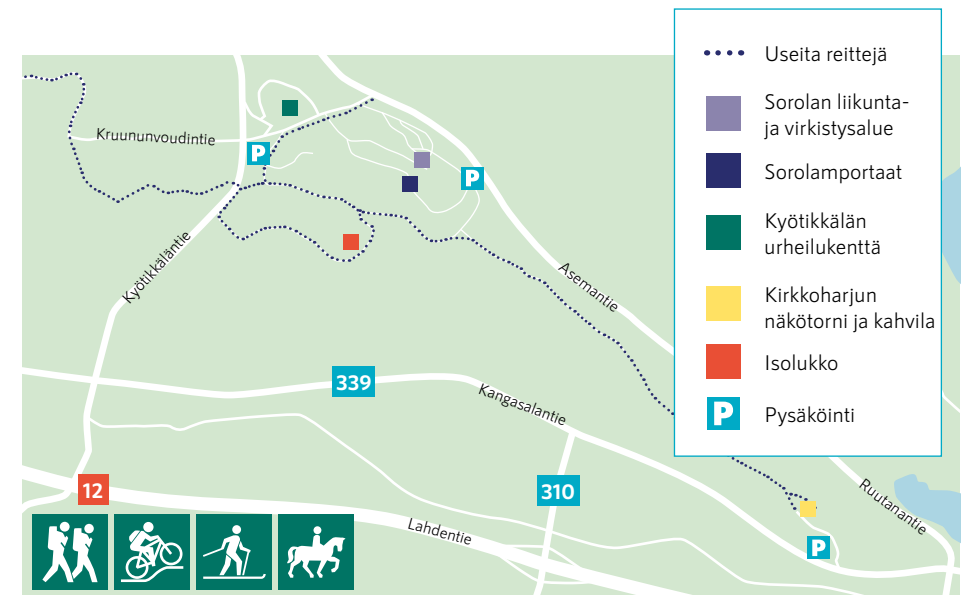 Useita reittejä
Sorolan liikunta-
ja virkistysalue
Sorolamportaat
Kyötikkälän
urheilukenttä
Kirkkoharjun
näkötorni ja kahvila
Isolukko
P Pysäköinti
Kruununvoudintie
P
P
Kyötikkäläntie
Asemantie
339
Kangasalantie
12
310
Ruutanantie
Lahdentie
P